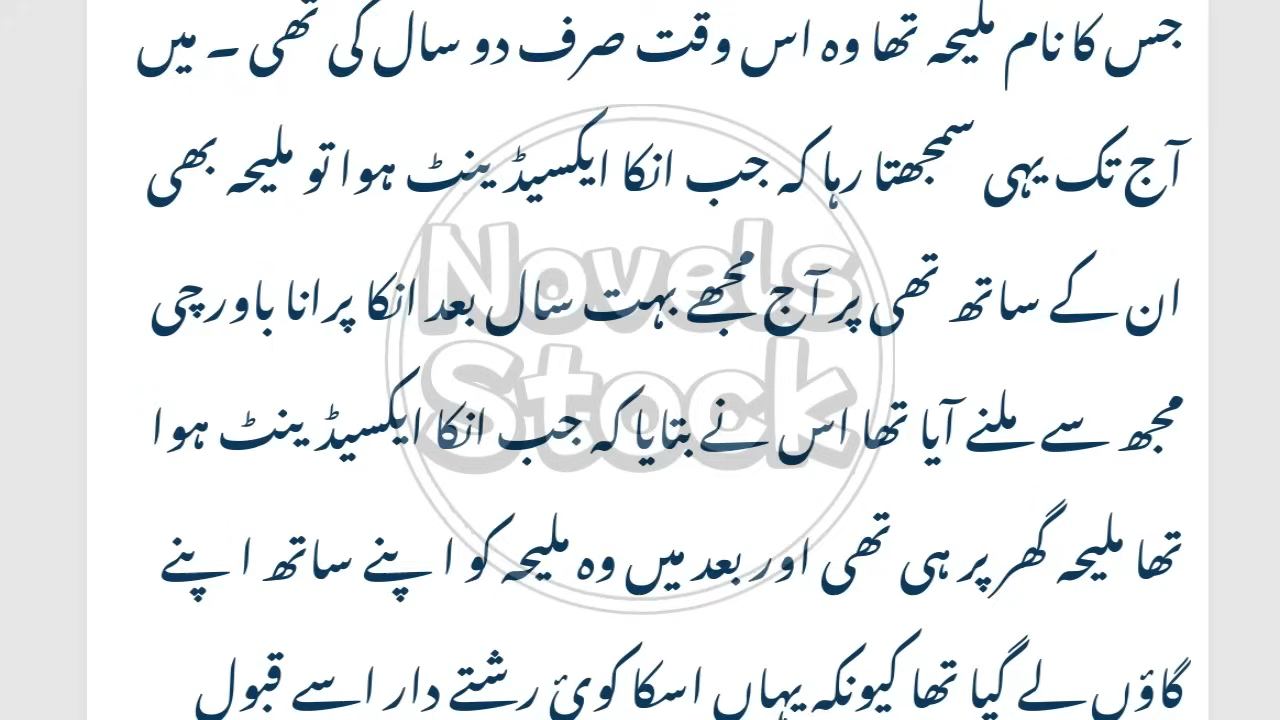 جس کا نام ملیحہ تھا وہ اس وقت صرف دو سال کی تھی ۔ میں
آج تک یہی سمجھتا رہا کہ جب انکا ایکسیڈینٹ ہوا تو ملیحہ بھی
ان کے ساتھ تھی پر آج مجھے بہت سال بعد انکا پرانا باورچی
مجھ سے ملنے آیا تھا اس نے بتایا کہ جب انکا ایکسیڈینٹ ہوا
تھا ملیحہ گھر پر ہی تھی اور بعد میں وہ ملیحہ کو اپنے ساتھ اپنے
گاؤں لے گیا تھا کیونکہ یہاں اسکا کوئ رشتے دار اسے قبول
Novels
Stock